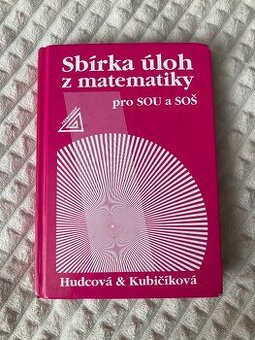 Sbírka úloh
z matematiky
pro SOU a SOŠ
Hudcová & Kubičíková